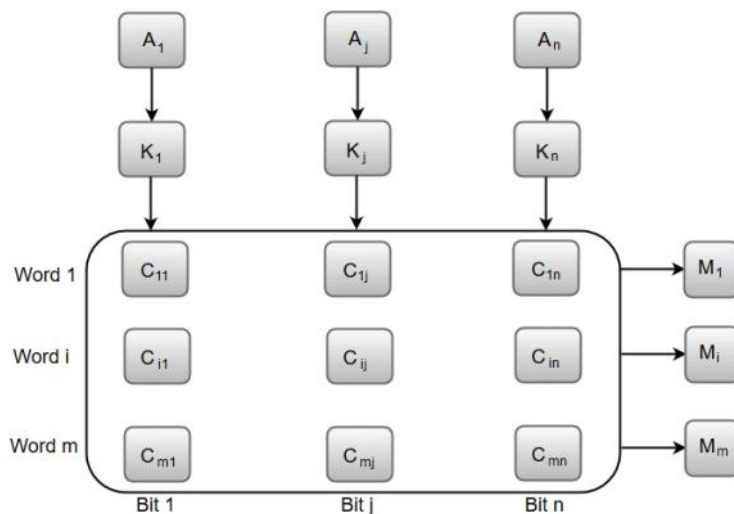 A1 Aj An
K1 Kj Kn
Word 1 C11 C1j C1n M1
Word i Ci1 Cij Cin Mi
Word m Cm1 Cmj Cmn Mm
Bit 1 Bit j Bit n